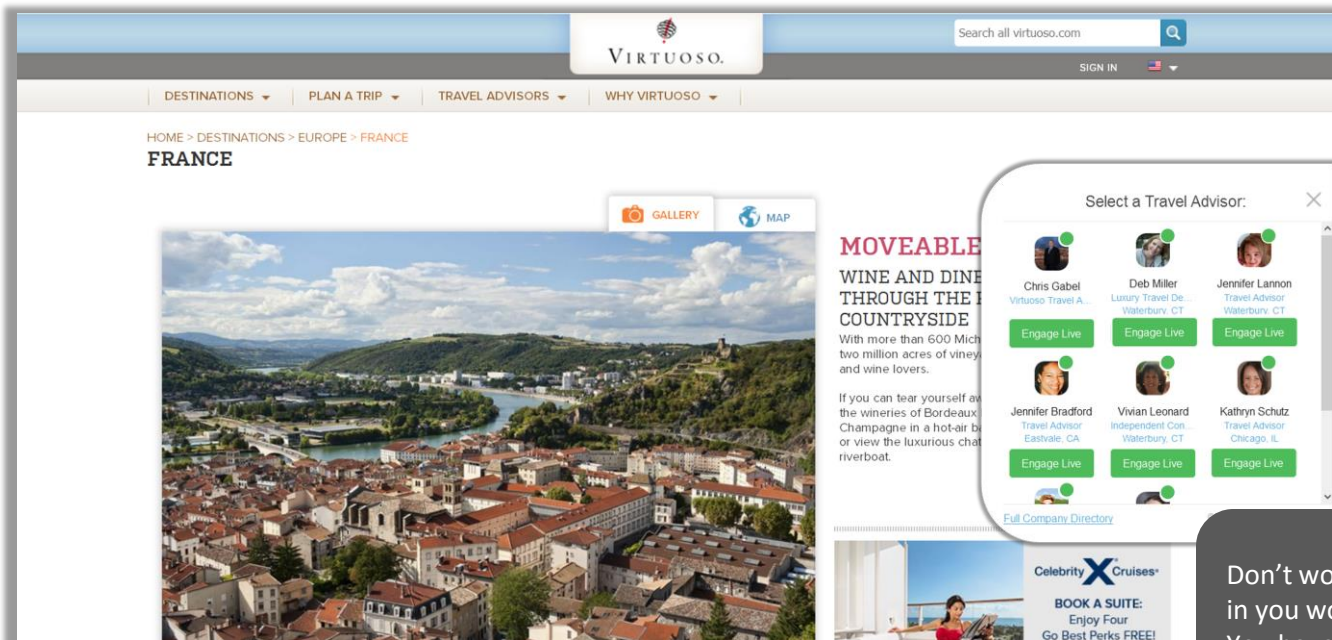 VIRTUOSO.
Search all virtuoso.com
SIGN IN
DESTINATIONS
PLAN A TRIP
TRAVEL ADVISORS
WHY VIRTUOSO
HOME > DESTINATIONS > EUROPE > FRANCE
FRANCE
GALLERY
MAP
MOVEABLE
WINE AND DINE
THROUGH THE
COUNTRYSIDE
With more than 600
two million acres of
and wine lovers.
If you can tear yourself
the wineries of Bordeaux
Champagne in a hot-air
or view the luxurious
riverboat.
Select a Travel Advisor:
Chris Gabel
Virtuoso Travel A...
Engage Live
Deb Miller
Luxury Travel De...
Waterbury, CT
Engage Live
Jennifer Lannon
Travel Advisor
Waterbury, CT
Engage Live
Jennifer Bradford
Travel Advisor
Eastvale, CA
Engage Live
Vivian Leonard
Independent Con...
Waterbury, CT
Engage Live
Kathryn Schutz
Travel Advisor
Chicago, IL
Engage Live
Full Company Directory
Celebrity X Cruises
BOOK A SUITE:
Enjoy Four
Go Best Perks FREE!
Don't
in you